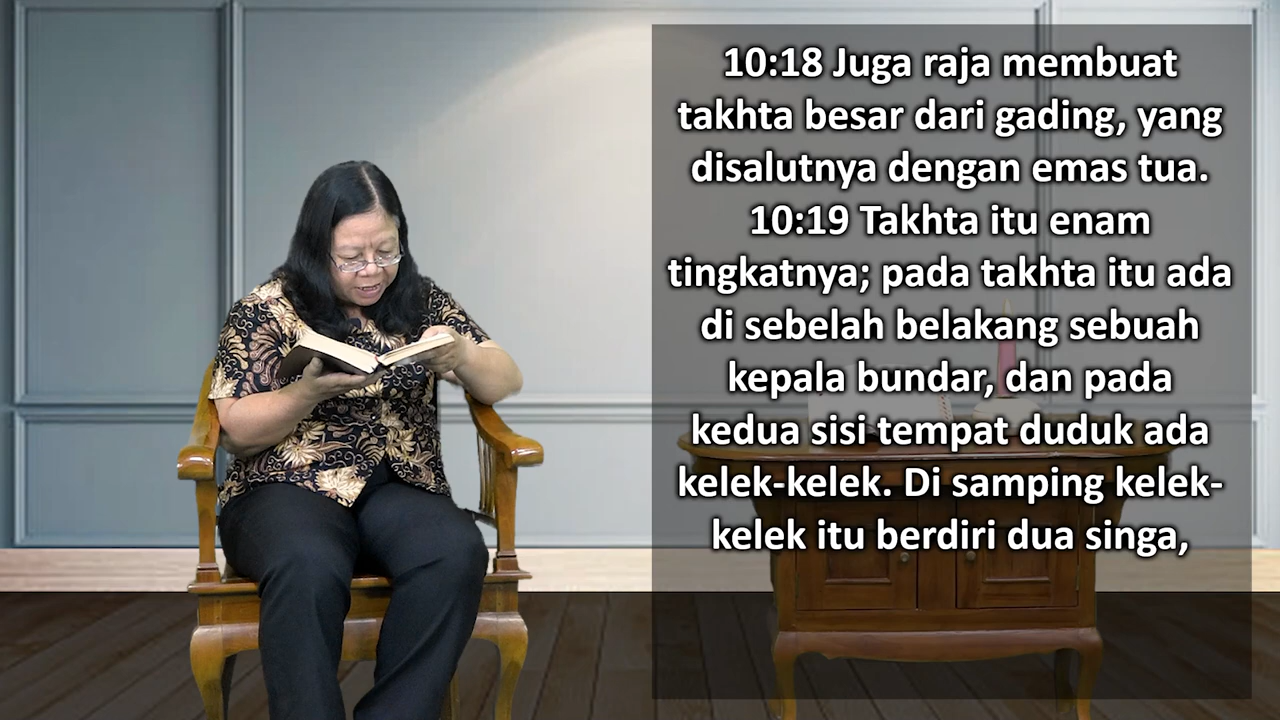 10:18 Juga raja membuat
takhta besar dari gading, yang
disalutnya dengan emas tua.
10:19 Takhta itu enam
tingkatnya; pada takhta itu ada
di sebelah belakang sebuah
kepala bundar, dan pada
kedua sisi tempat duduk ada
kelek-kelek. Di samping kelek-
kelek itu berdiri dua singa,